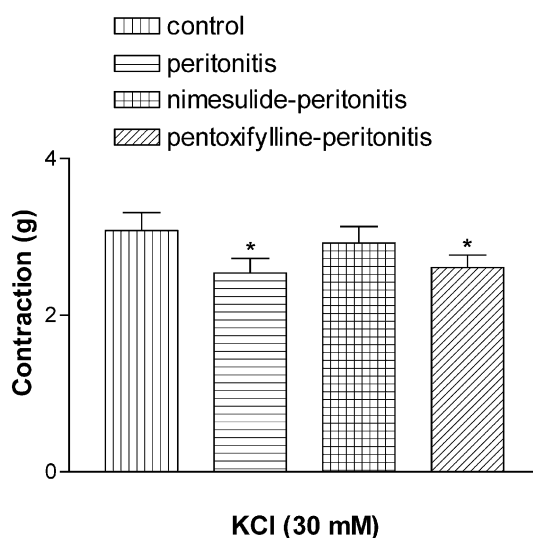 control
peritonitis
nimesulide-peritonitis
pentoxifylline-peritonitis
4
2
0
Contraction (g)
*
*
KCl (30 mM)